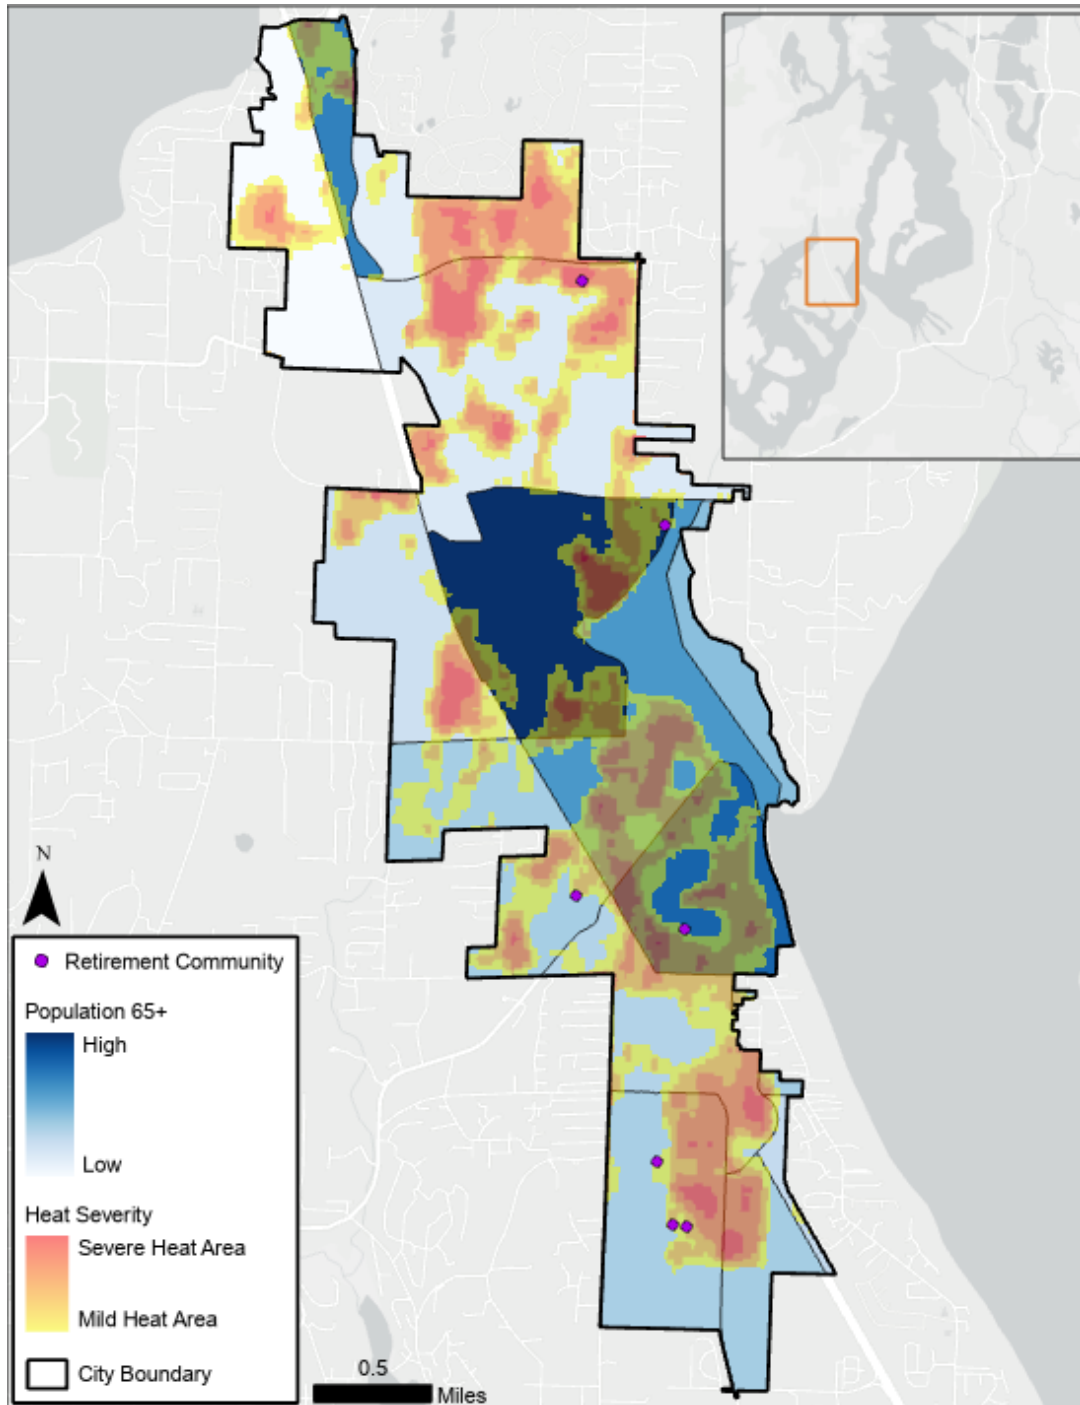 N
Retirement Community
Population 65+
High
Low
Heat Severity
Severe Heat Area
Mild Heat Area
City Boundary
0.5
Miles